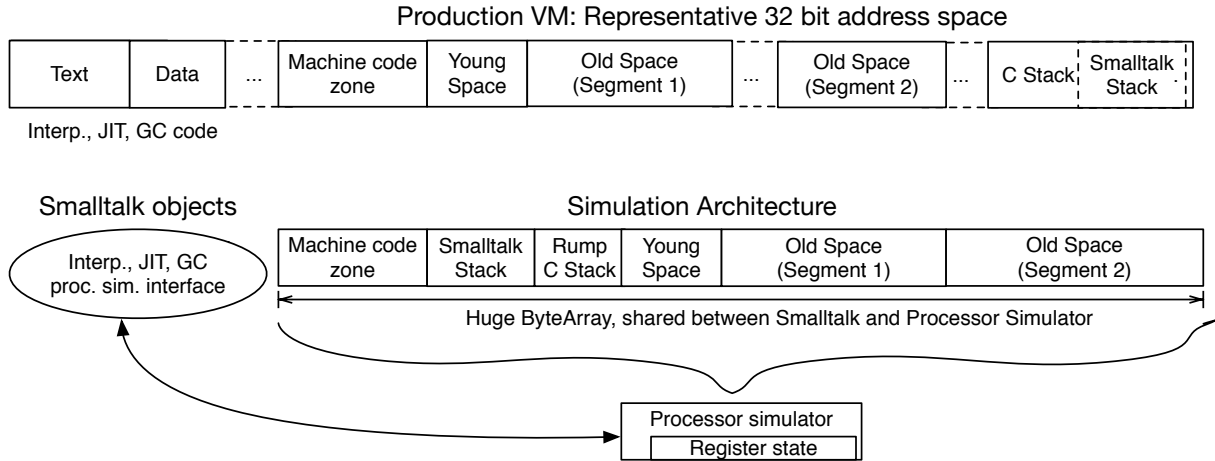 Production VM: Representative 32 bit address space
Text
Data
...
Machine code
zone
Young
Space
Old Space
(Segment 1)
...
Old Space
(Segment 2)
...
C Stack
Smalltalk
Stack
Interp., JIT, GC code
Smalltalk objects
Simulation Architecture
Interp., JIT, GC
proc. sim. interface
Machine code
zone
Smalltalk
Stack
Rump
C Stack
Young
Space
Old Space
(Segment 1)
Old Space
(Segment 2)
Huge ByteArray, shared between Smalltalk and Processor Simulator
Processor simulator
Register state